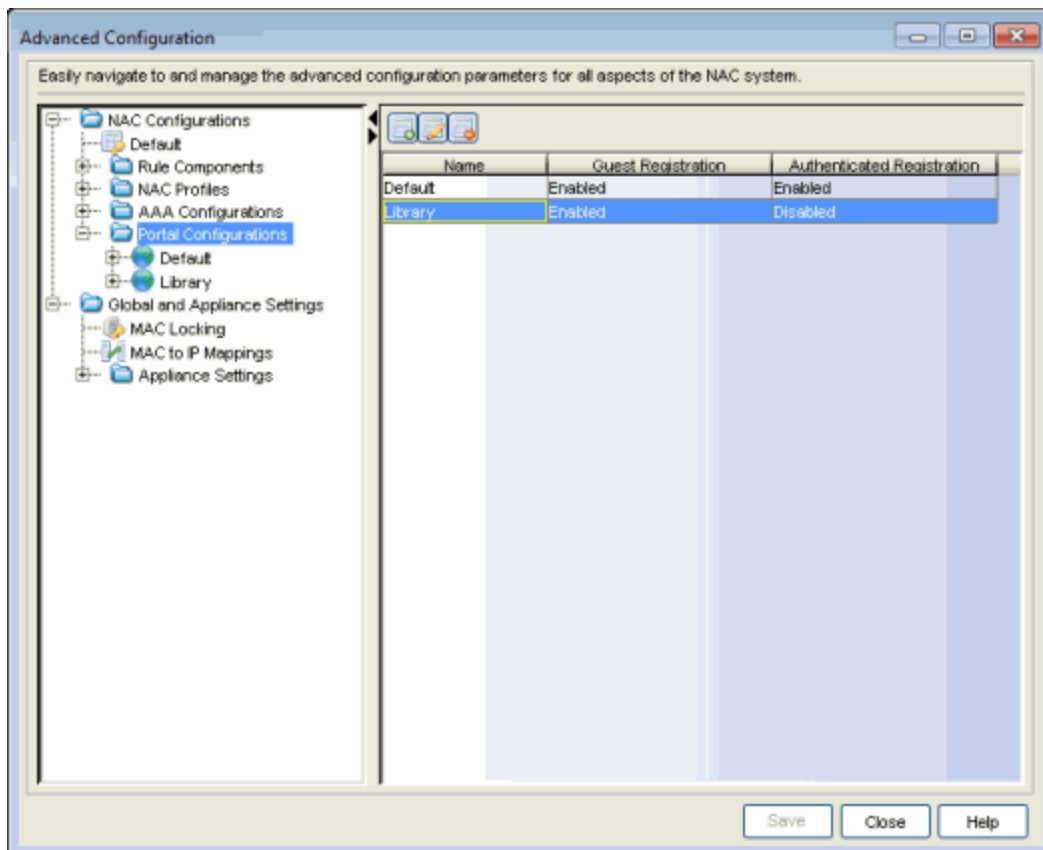 Advanced Configuration
Easily navigate to and manage the advanced configuration parameters for all aspects of the NAC system.
NAC Configurations
Default
Rule Components
NAC Profiles
AAA Configurations
Portal Configurations
Default
Library
Global and Appliance Settings
MAC Locking
MAC to IP Mappings
Appliance Settings
Name Guest Registration Authenticated Registration
Default Enabled Enabled
Library Enabled Disabled
Save Close Help